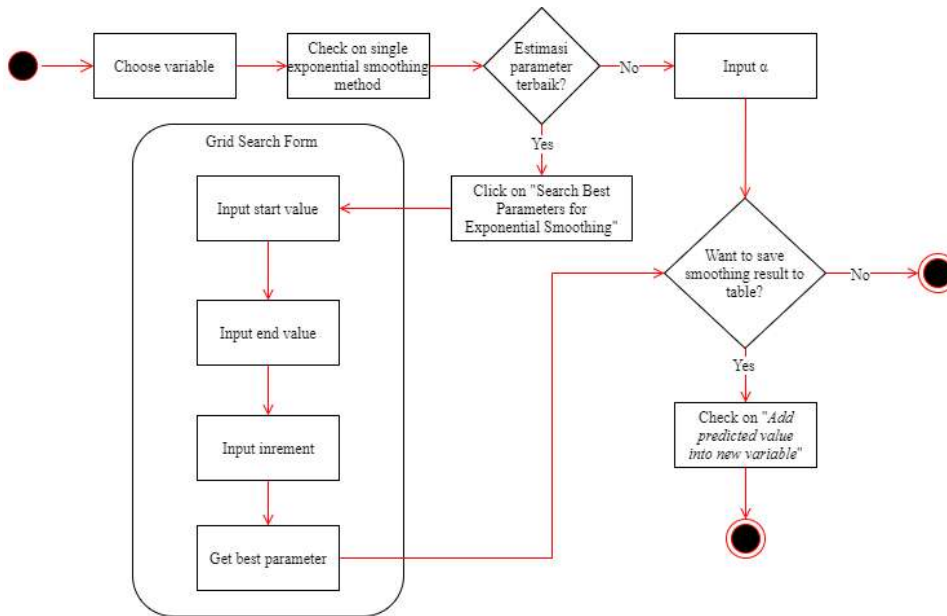 Choose variable
Check on single
exponential smoothing
method
Estimasi
parameter
terbaik?
No
Input α
Yes
Grid Search Form
Click on "Search Best
Parameters for
Exponential Smoothing"
Input start value
Want to save
smoothing result to
table?
No
Input end value
Yes
Check on "Add
predicted value
into new variable"
Input inrement
Get best parameter